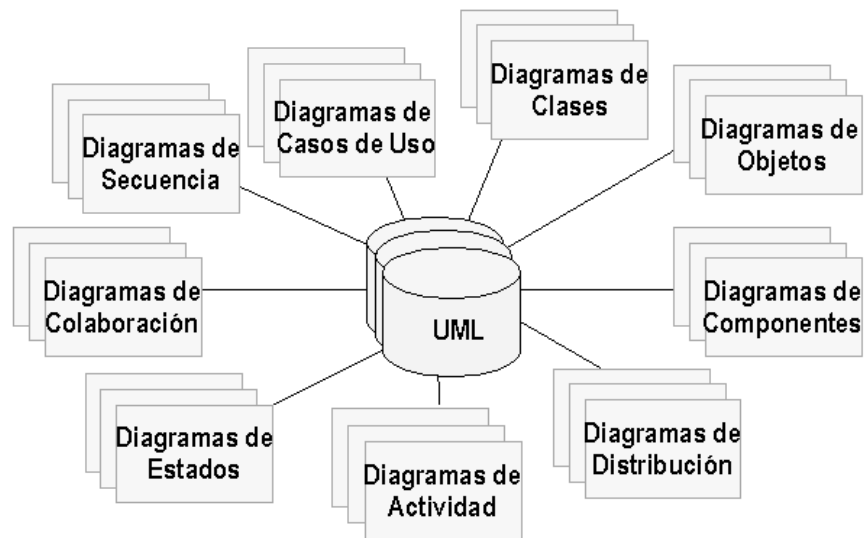 Diagramas de
Clases
Diagramas de
Casos de Uso
Diagramas de
Objetos
Diagramas de
Secuencia
Diagramas de
Colaboración
Diagramas de
Componentes
UML
Diagramas de
Estados
Diagramas de
Distribución
Diagramas de
Actividad